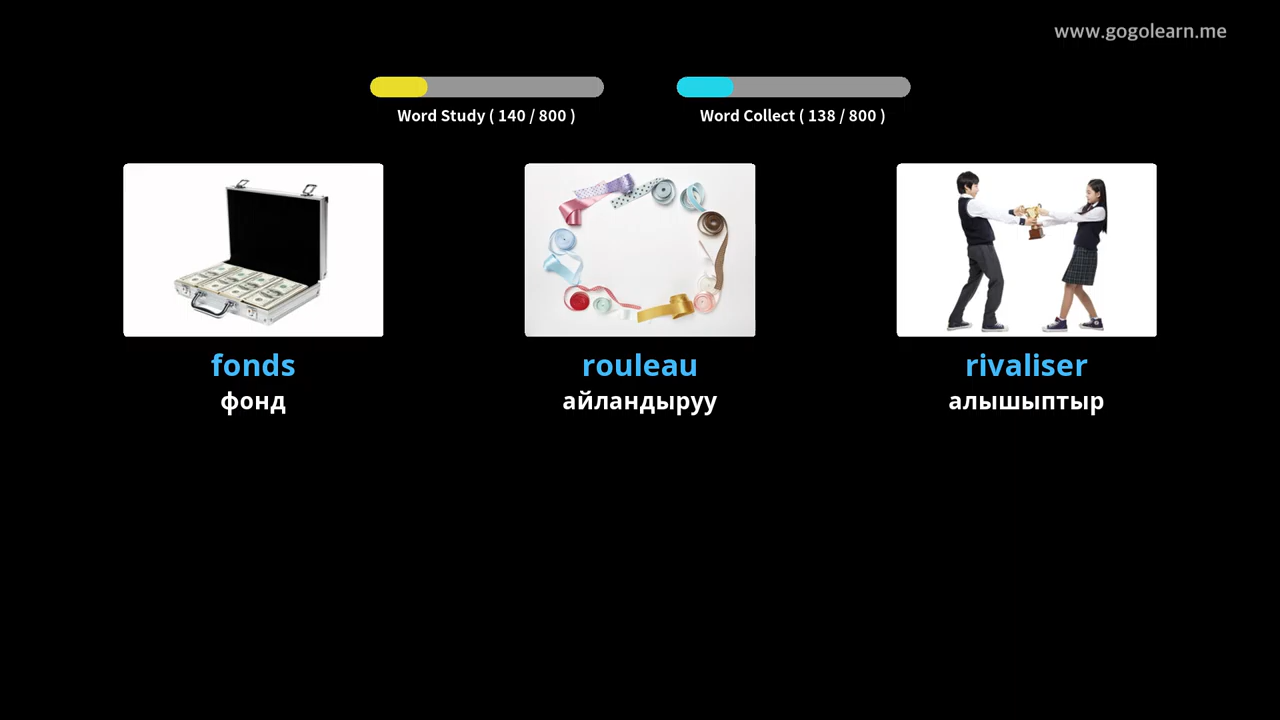 www.gogolearn.me
Word Study ( 140 / 800 )
Word Collect ( 138 / 800 )
fonds
rouleau
rivaliser
фонд
айландыруу
алышыптыр